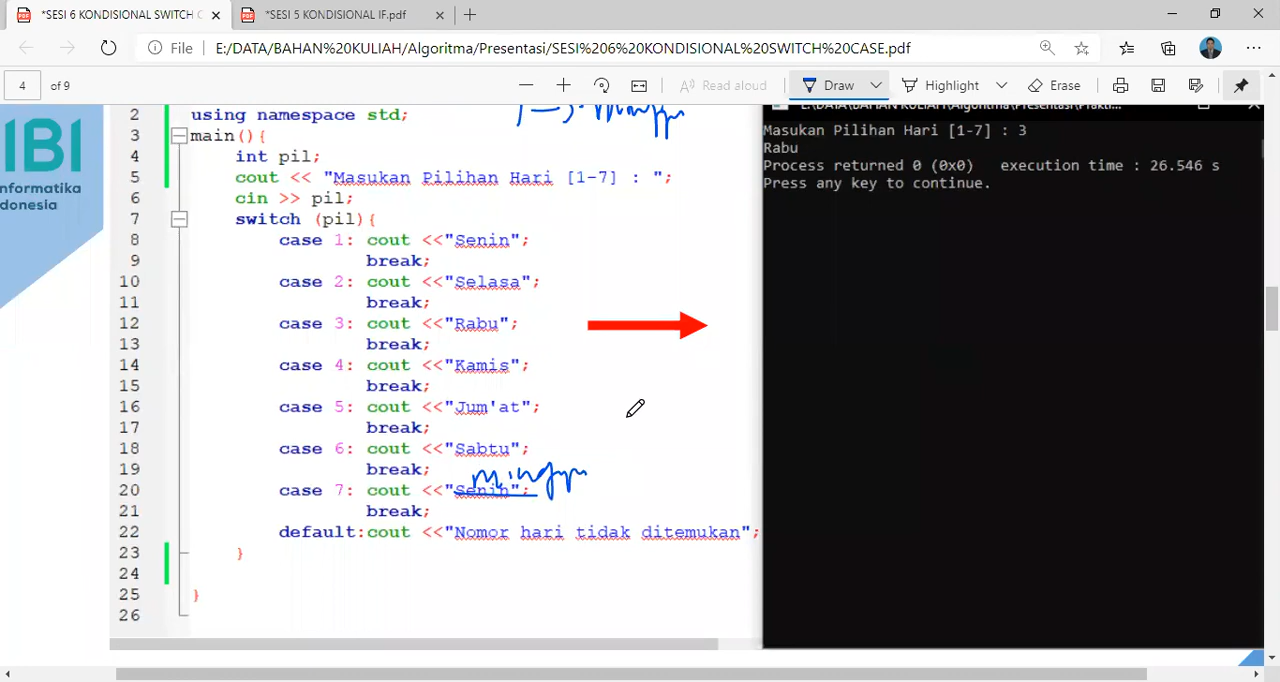 *SESI 6 KONDISIONAL SWITCH C
*SESI 5 KONDISIONAL IF.pdf
File
E:/DATA/BAHAN%20KULIAH/Algoritma/Presentasi/SESI%206%20KONDISIONAL%20SWITCH%20CASE.pdf
4 of 9
Read aloud
Draw
Highlight
Erase
IBI
nformatika
donesia
2 using namespace std;
3 main(){
4 int pil;
5 cout << "Masukan Pilihan Hari [1-7] : ";
6 cin >> pil;
7 switch (pil){
8 case 1: cout <<"Senin";
9 break;
10 case 2: cout <<"Selasa";
11 break;
12 case 3: cout <<"Rabu";
13 break;
14 case 4: cout <<"Kamis";
15 break;
16 case 5: cout <<"Jum'at";
17 break;
18 case 6: cout <<"Sabtu";
19 break;
minggu
20 case 7: cout <<"Senin";
21 break;
22 default:cout <<"Nomor hari tidak ditemukan";
23 }
24
25 }
26
Masukan Pilihan Hari [1-7] : 3
Rabu
Process returned 0 (0x0) execution time : 26.546 s
Press any key to continue.